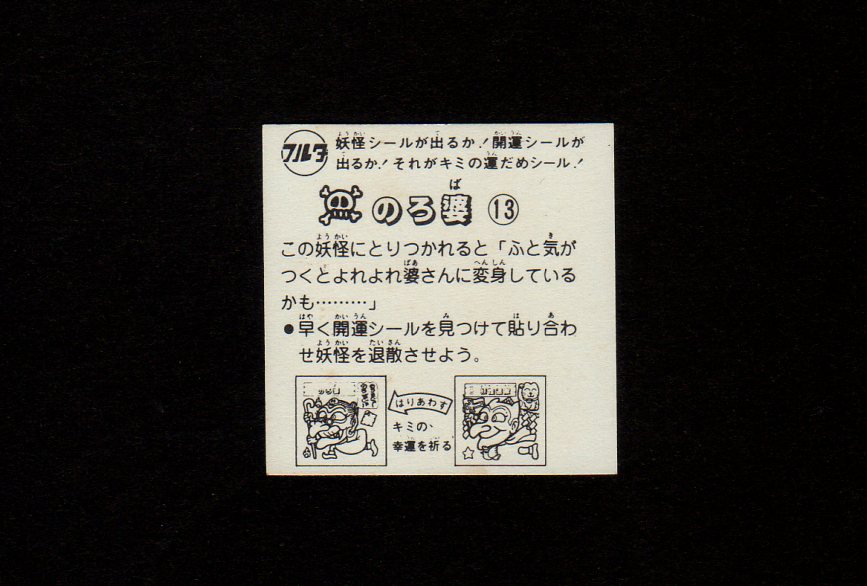 フルタ
妖怪シールが出るか！開運シールが
出るか！それがキミの運だめシール！
のろ婆 ⑬
この妖怪にとりつかれると「ふと気が
つくとよれよれ婆さんに変身している
かも………」
●早く開運シールを見つけて貼り合わ
せ妖怪を退散させよう。
はりあわす
キミの、
幸運を祈る